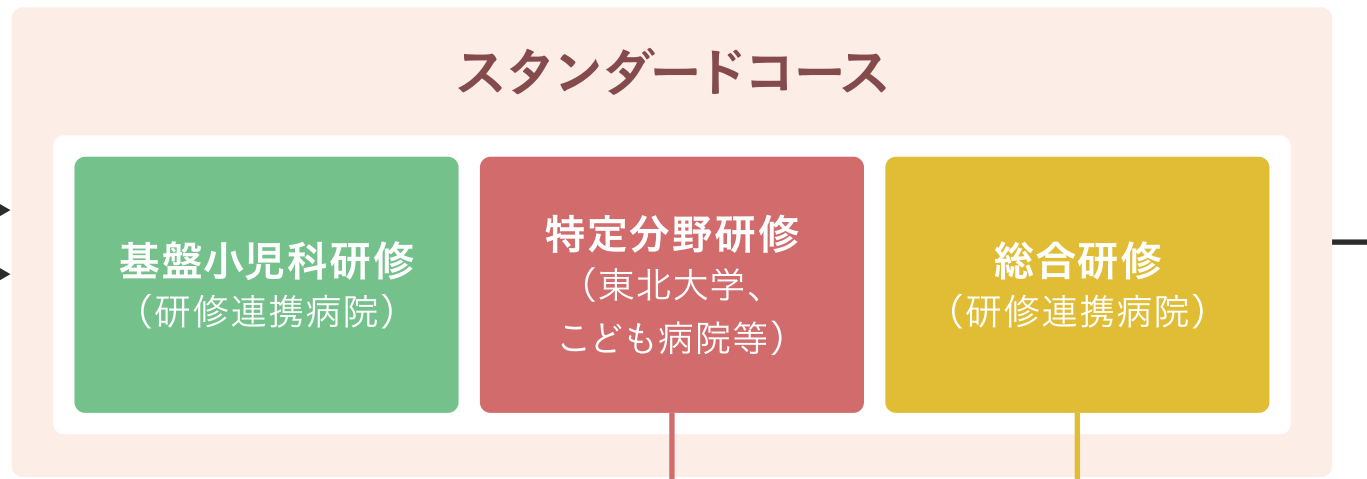 スタンダードコース
基盤小児科研修
（研修連携病院）
特定分野研修
（東北大学、
こども病院等）
総合研修
（研修連携病院）